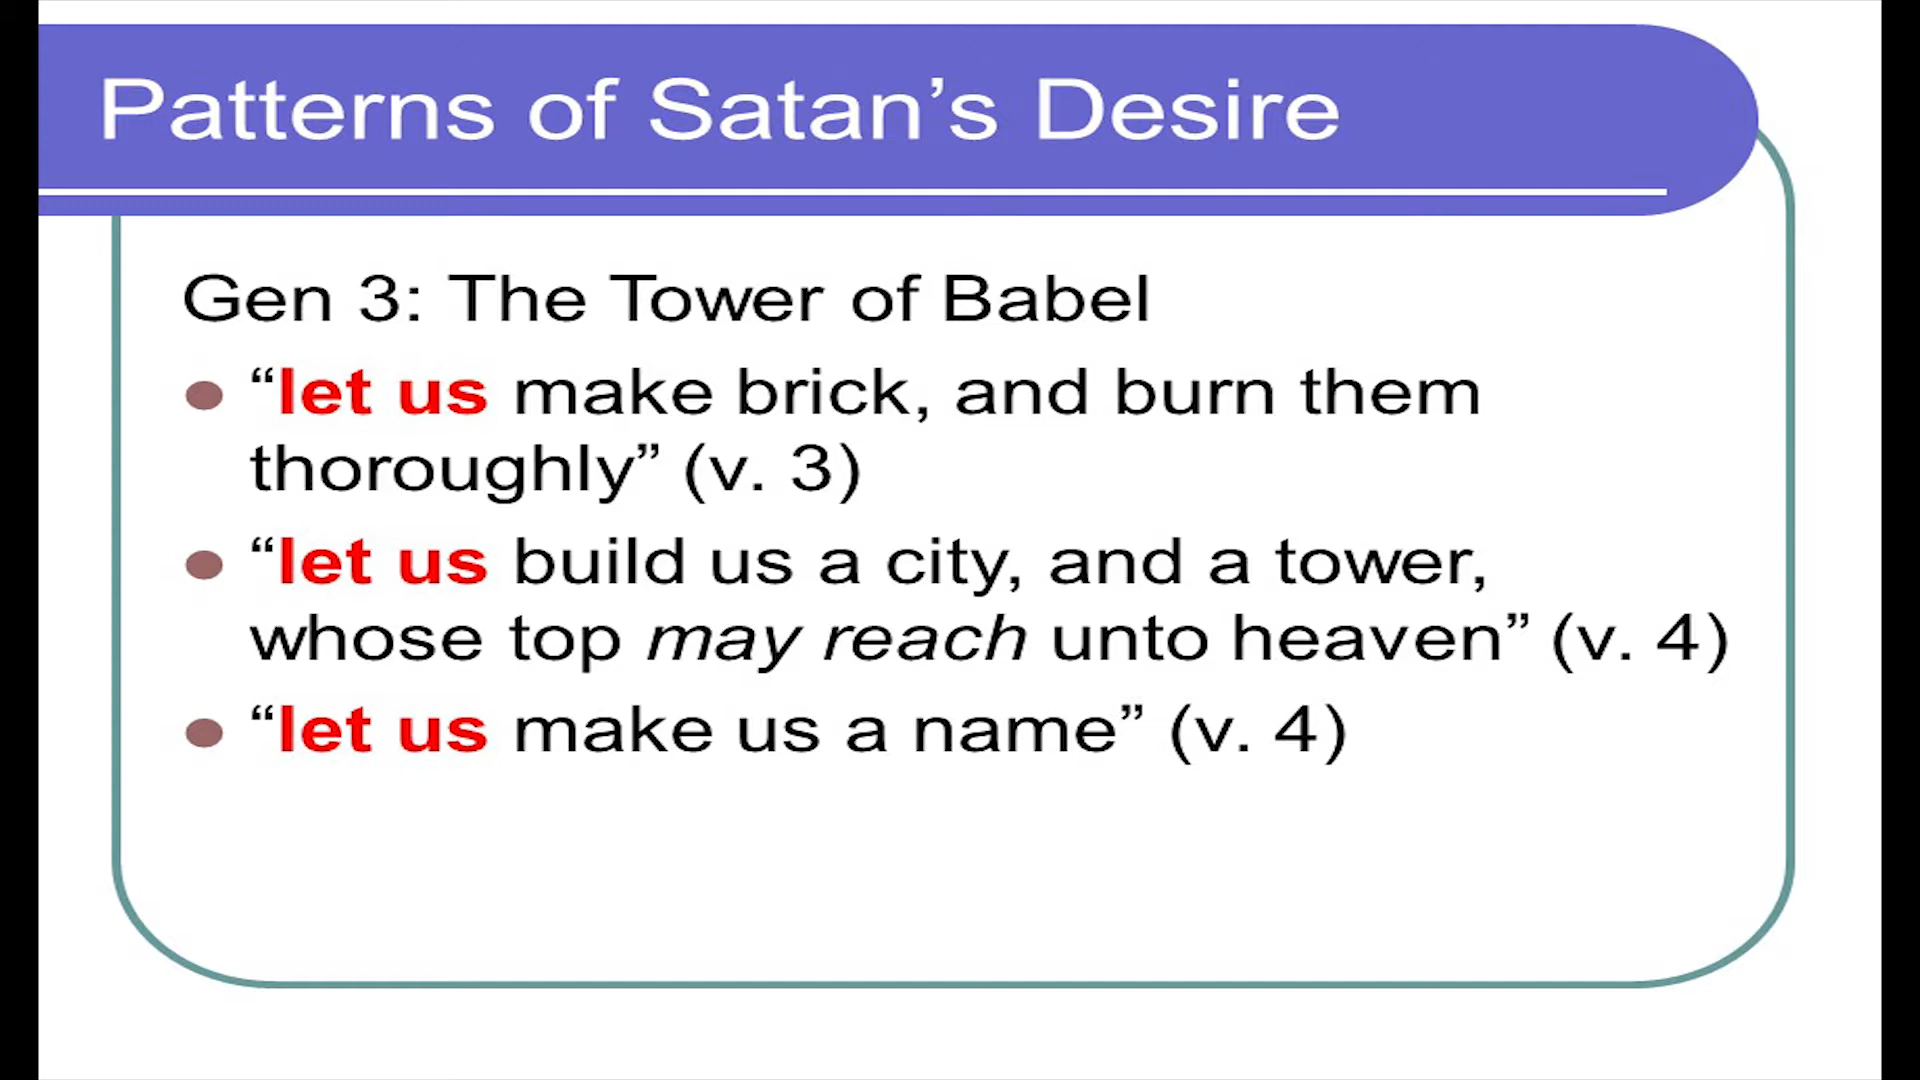 Patterns of Satan’s Desire
Gen 3: The Tower of Babel
“let us make brick, and burn them
thoroughly” (v. 3)
“let us build us a city, and a tower,
whose top may reach unto heaven” (v. 4)
“let us make us a name” (v. 4)